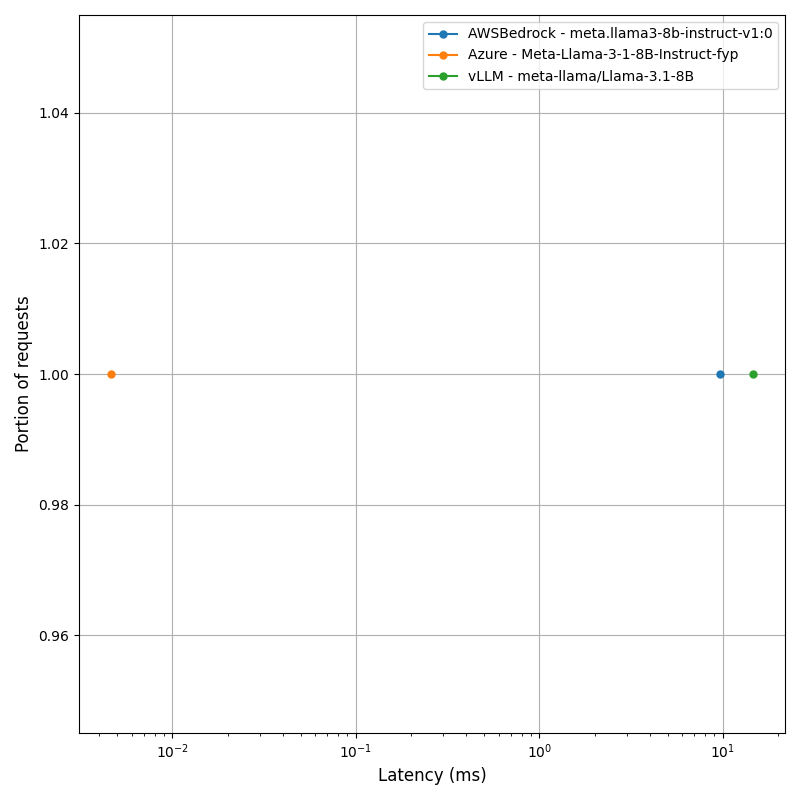 AWSBedrock - meta.llama3-8b-instruct-v1:0
Azure - Meta-Llama-3-1-8B-Instruct-fyp
vLLM - meta-llama/Llama-3.1-8B
1.04
1.02
1.00
0.98
0.96
Portion of requests
10⁻² 10⁻¹ 10⁰ 10¹
Latency (ms)